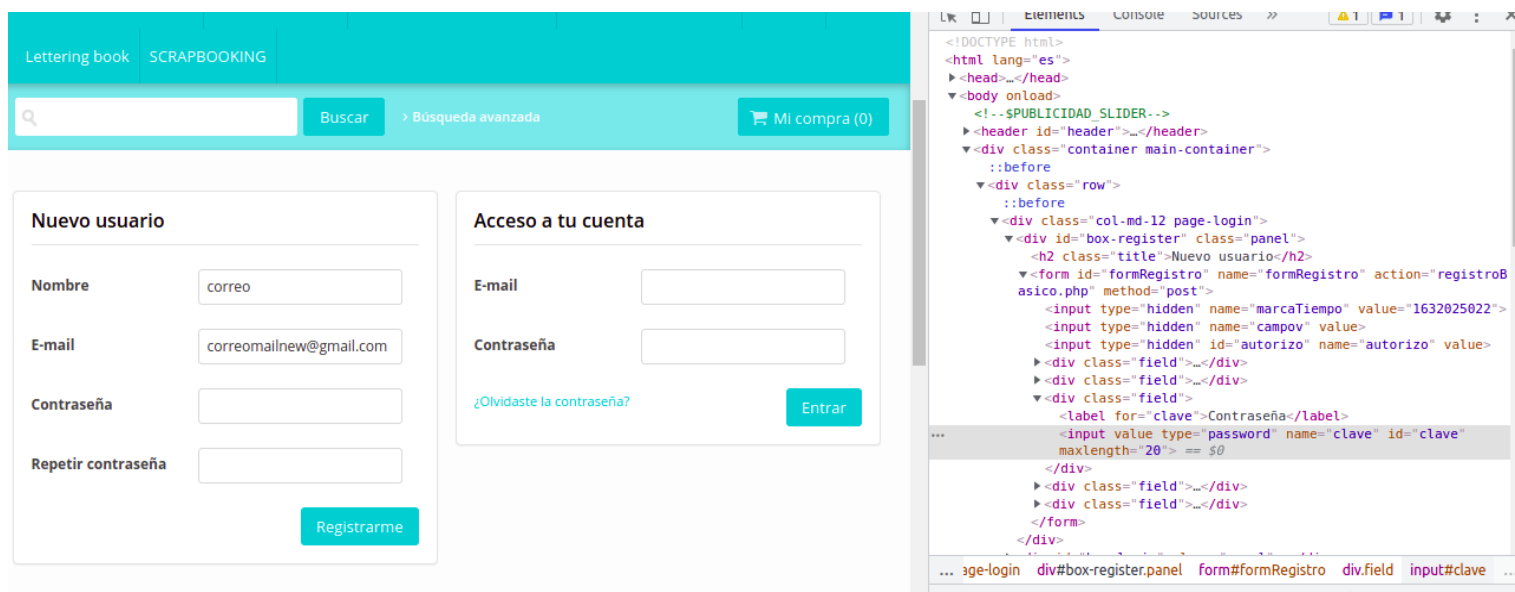 Lettering book SCRAPBOOKING
Buscar › Búsqueda avanzada Mi compra (0)
Nuevo usuario
Nombre correo
E-mail correomailnew@gmail.com
Contraseña
Repetir contraseña
Registrarme
Acceso a tu cuenta
E-mail
Contraseña
¿Olvidaste la contraseña? Entrar
Elements Console Sources » 1 1
<!DOCTYPE html>
<html lang="es">
▶<head>…</head>
▼<body onload>
<!--$PUBLICIDAD_SLIDER-->
▶<header id="header">…</header>
▼<div class="container main-container">
::before
▼<div class="row">
::before
▼<div class="col-md-12 page-login">
▼<div id="box-register" class="panel">
<h2 class="title">Nuevo usuario</h2>
▼<form id="formRegistro" name="formRegistro" action="registroB
asico.php" method="post">
<input type="hidden" name="marcaTiempo" value="1632025022">
<input type="hidden" name="campov" value>
<input type="hidden" id="autorizo" name="autorizo" value>
▶<div class="field">…</div>
▶<div class="field">…</div>
▼<div class="field">
<label for="clave">Contraseña</label>
… <input value type="password" name="clave" id="clave"
maxlength="20"> == $0
</div>
▶<div class="field">…</div>
▶<div class="field">…</div>
</form>
</div>
… age-login div#box-register.panel form#formRegistro div.field input#clave …